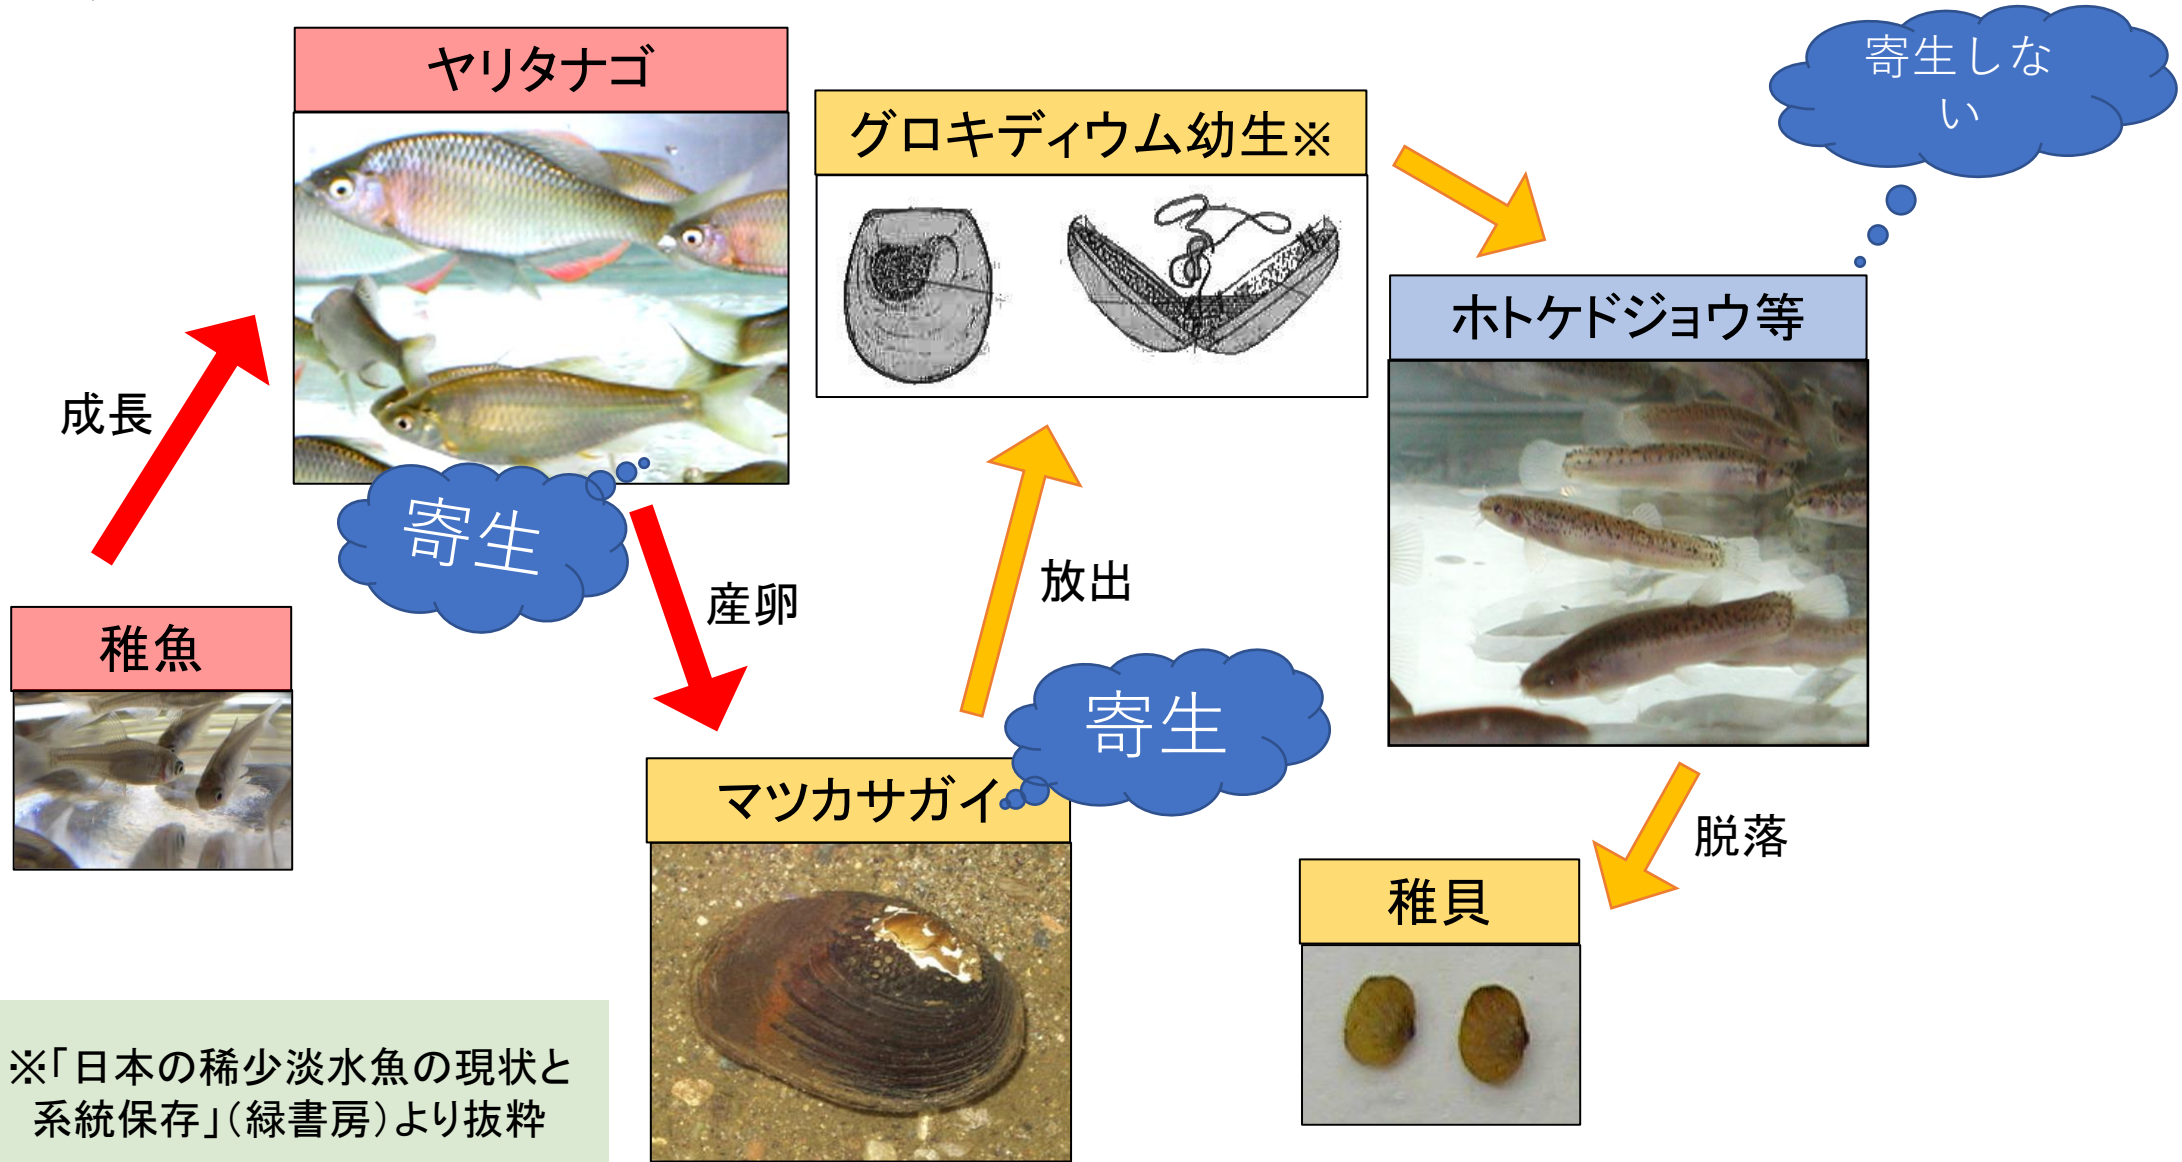 ヤリタナゴ
グロキディウム幼生※
寄生しな
い
ホトケドジョウ等
成長
寄生
産卵
放出
稚魚
寄生
マツカサガイ
脱落
稚貝
※「日本の稀少淡水魚の現状と
系統保存」（緑書房）より抜粋